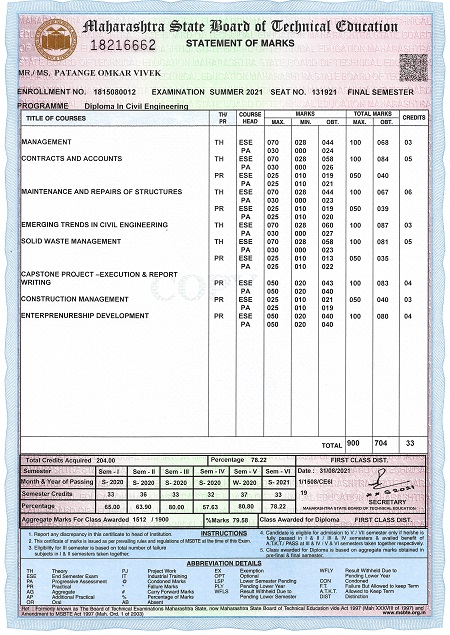 Maharashtra State Board of Technical Education
18216662
STATEMENT OF MARKS
MR./ MS. PATANGE OMKAR VIVEK
ENROLLMENT NO. 1815080012 EXAMINATION SUMMER 2021 SEAT NO. 131921 FINAL SEMESTER
PROGRAMME Diploma In Civil Engineering
TITLE OF COURSES TH/ PR COURSE HEAD MARKS MAX. MIN. OBT. TOTAL MARKS MAX. OBT. CREDITS
MANAGEMENT TH ESE 070 028 044 100 068 03
PA 030 000 024
CONTRACTS AND ACCOUNTS TH ESE 070 028 058 100 084 05
PA 030 000 026
PR ESE 025 010 019 050 040
PA 025 010 021
MAINTENANCE AND REPAIRS OF STRUCTURES TH ESE 070 028 044 100 067 06
PA 030 000 023
PR ESE 025 010 020 050 039
PA 025 010 019
EMERGING TRENDS IN CIVIL ENGINEERING TH ESE 070 028 060 100 087 03
PA 030 000 027
SOLID WASTE MANAGEMENT TH ESE 070 028 058 100 081 05
PA 030 000 023
PR ESE 025 010 013 050 035
PA 025 010 022
CAPSTONE PROJECT –EXECUTION & REPORT
WRITING PR ESE 050 020 043 100 083 04
PA 050 020 040
CONSTRUCTION MANAGEMENT PR ESE 025 010 021 050 040 03
PA 025 010 019
ENTERPRENURESHIP DEVELOPMENT PR ESE 050 020 040 100 080 04
PA 050 020 040
COPY
TOTAL 900 704 33
Total Credits Acquired 204.00 Percentage 78.22 FIRST CLASS DIST.
Semester Sem - I Sem - II Sem - III Sem - IV Sem - V Sem - VI Date : 31/08/2021
Month & Year of Passing S- 2020 S- 2020 S- 2020 S- 2020 W- 2020 S- 2021 1/1508/CE6I
Semester Credits 33 36 33 32 37 33 19
SECRETARY
Percentage 65.00 63.90 80.00 57.63 80.80 78.22 MAHARASHTRA STATE BOARD OF TECHNICAL EDUCATION
Aggregate Marks For Class Awarded 1512 / 1900 %Marks 79.58 Class Awarded for Diploma FIRST CLASS DIST.
INSTRUCTIONS
1. Report any discrepancy in this certificate to head of Institution
2. The certificate of marks is issued as per prevailing rules and regulations of MSBTE at the time of this Exam.
3. Eligibility for III semester is based on total number of failure
subjects in I & II semesters taken together.
4. Candidate is eligible for admission to V / VI semester only if he/she is
fully passed in I & II / III & IV semesters & availed benefit of
A.T.K.T./ PASS at III & IV / V & VI semesters taken together respectively.
5. Class awarded for Diploma is based on aggregate marks obtained in
pre-final & final semester.
ABBREVIATION DETAILS
TH Theory PJ Project Work EX Exemption WFLY Result Withheld Due to
ESE End Semester Exam IT Industrial Training OPT Optional Pending Lower Year
PA Progressive Assessment @ Condoned Marks LSP Lower Semester Pending CON Condoned
PR Practical * Failure Marks PLY Pending Lower Year F.T. Failure But Allowed to Keep Term
AG Aggregate # Carry Forward Marks WFLS Result Withheld Due to A.T.K.T. Allowed to Keep Term
AP Additional Practical % Percentage of Marks Pending Lower Semester DIST Distinction
OR Oral AB Absent
Ref. : Formerly known as The Board of Technical Examination Maharashtra State, now Maharashtra State Board of Technical Education vide Act 1997 (Mah XXXVIII of 1997) and
Amendment to MSBTE Act 1997 (Mah. Ord. 1 of 2003) www.msbte.org.in